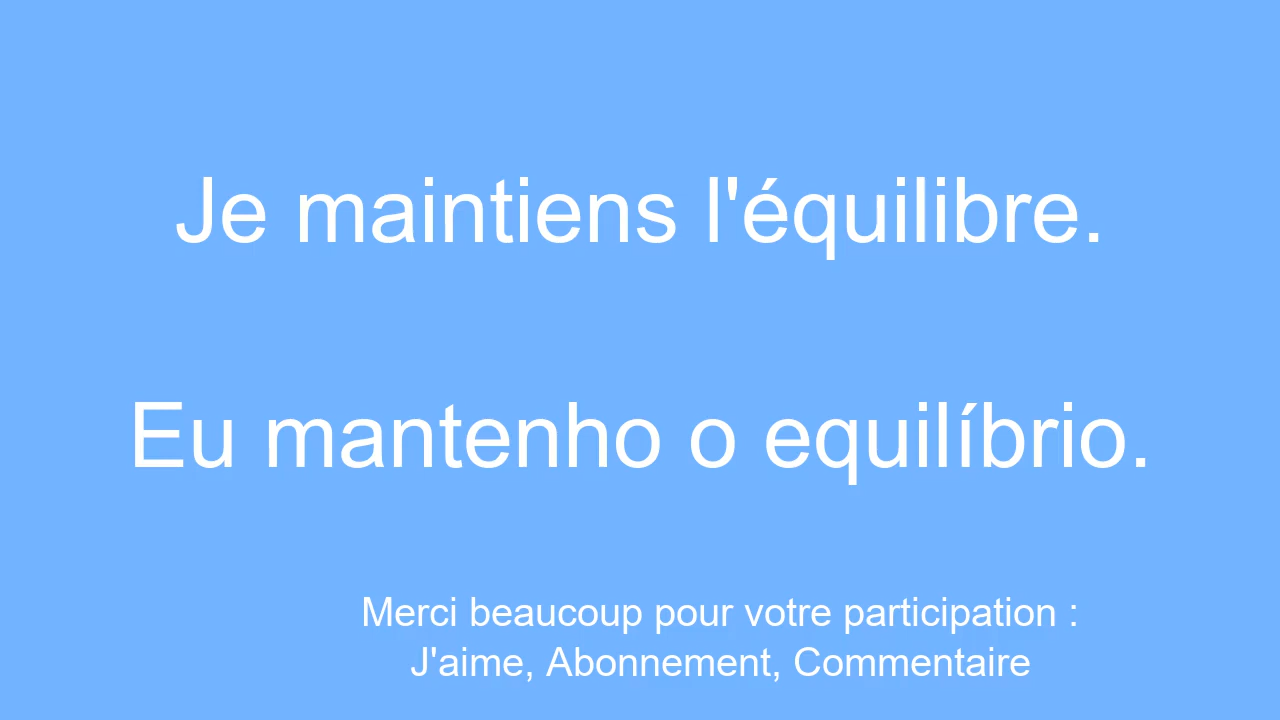 Je maintiens l'équilibre.
Eu mantenho o equilíbrio.
Merci beaucoup pour votre participation :
J'aime, Abonnement, Commentaire